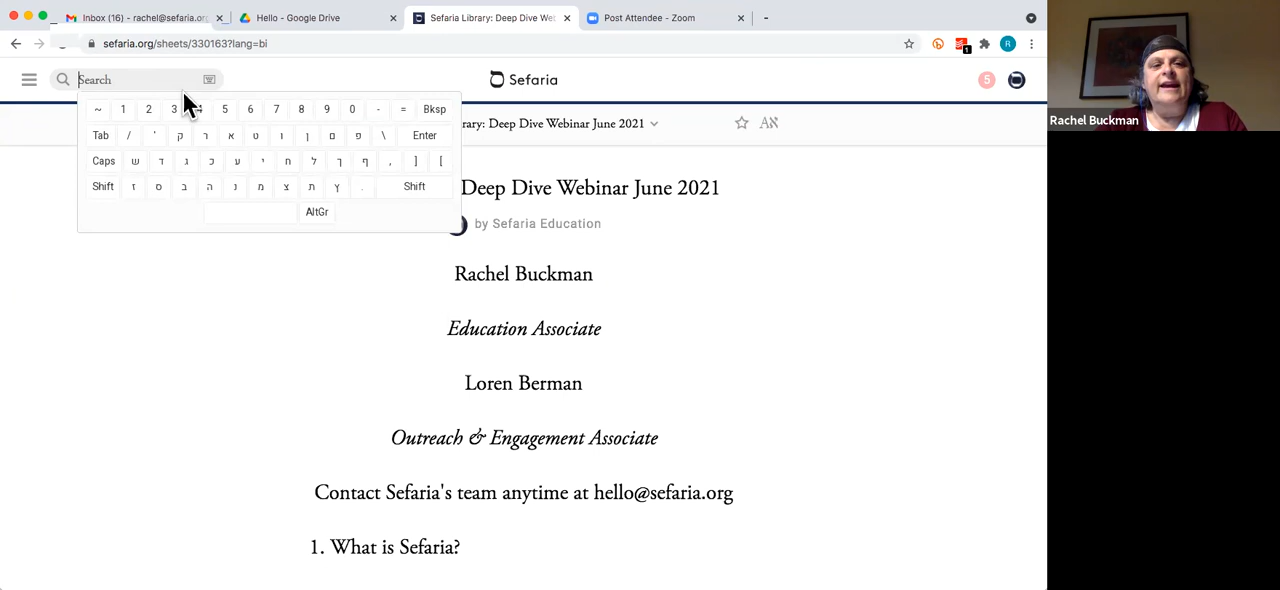 Inbox (16) - rachel@sefaria.org
Hello - Google Drive
Sefaria Library: Deep Dive We
Post Attendee - Zoom
sefaria.org/sheets/330163?lang=bi
1
R
Search
Sefaria
5
~ 1 2 3 4 5 6 7 8 9 0 - = Bksp
Tab / ' ק ר א ט ו ן ם פ \ Enter
Caps ש ד ג כ ע י ח ל ך ף , ] [
Shift ז ס ב ה נ מ צ ת ץ . Shift
AltGr
rary: Deep Dive Webinar June 2021
Deep Dive Webinar June 2021
by Sefaria Education
Rachel Buckman
Education Associate
Loren Berman
Outreach & Engagement Associate
Contact Sefaria's team anytime at hello@sefaria.org
1. What is Sefaria?
Rachel Buckman